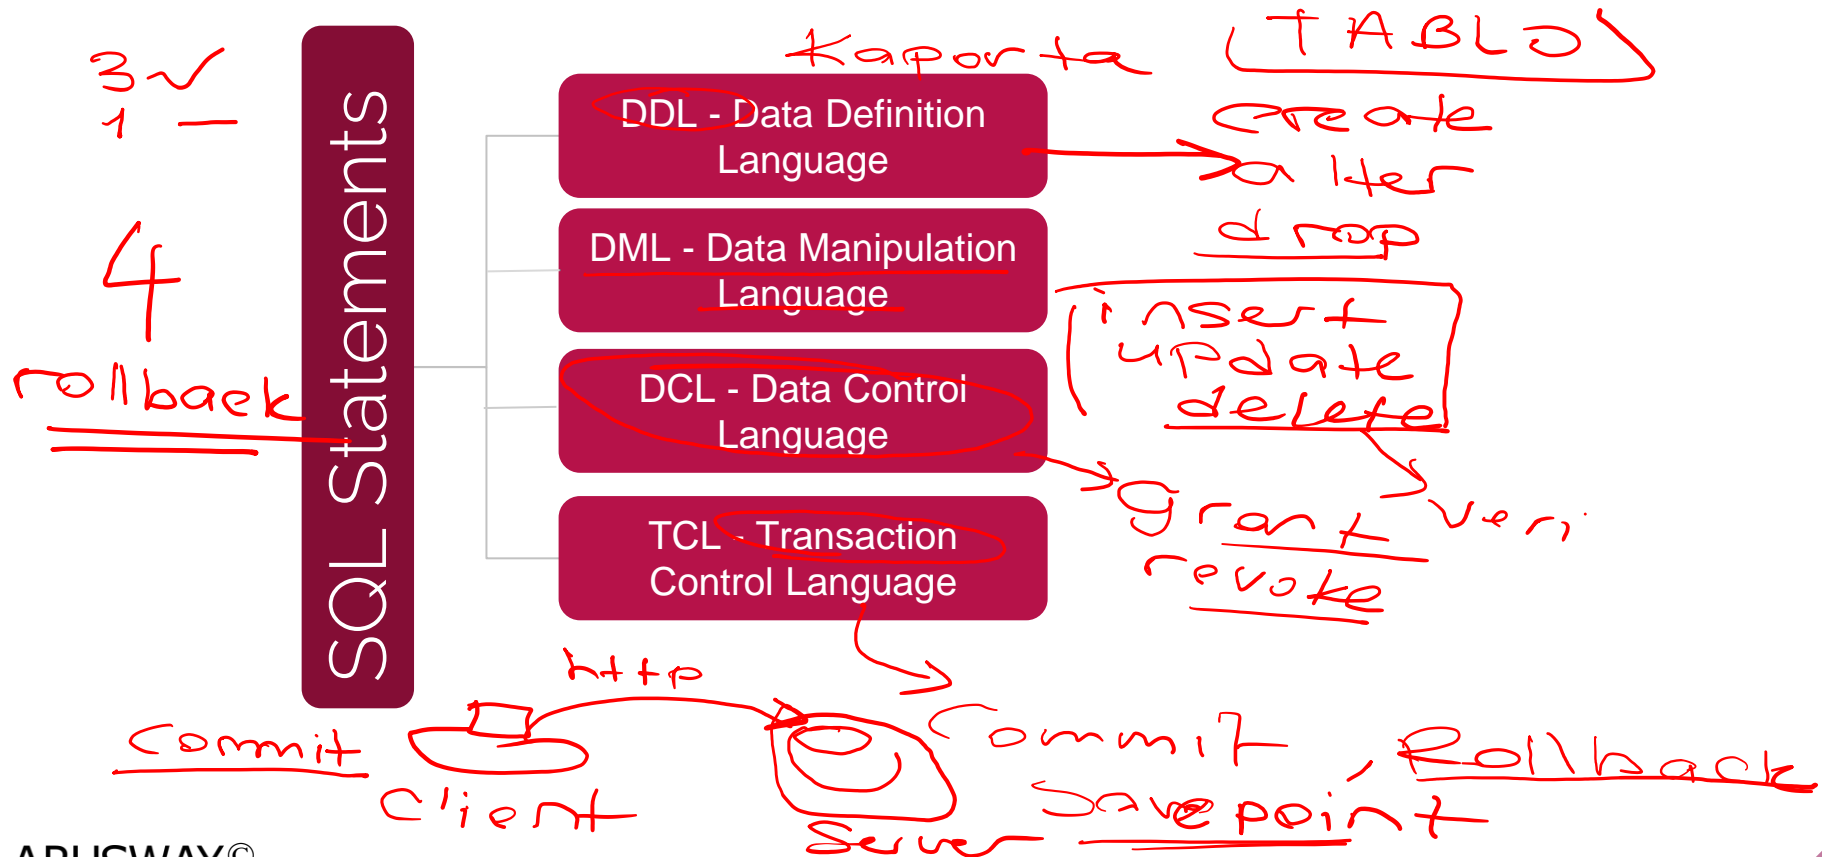 3
1
4
rollback
SQL Statements
Kaporta
TABLO
DDL - Data Definition
Language
create
alter
drop
DML - Data Manipulation
Language
insert
update
delete
veri
DCL - Data Control
Language
grant
revoke
TCL - Transaction
Control Language
http
Commit
Client
Server
Commit, Rollback
Savepoint